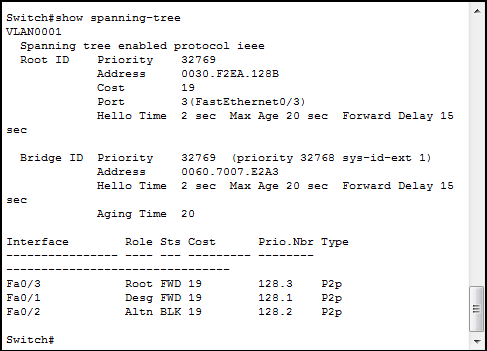 Switch#show spanning-tree
VLAN0001
  Spanning tree enabled protocol ieee
  Root ID    Priority    32769
             Address     0030.F2EA.128B
             Cost        19
             Port        3(FastEthernet0/3)
             Hello Time  2 sec  Max Age 20 sec  Forward Delay 15
sec

  Bridge ID  Priority    32769  (priority 32768 sys-id-ext 1)
             Address     0060.7007.E2A3
             Hello Time  2 sec  Max Age 20 sec  Forward Delay 15
sec
             Aging Time  20

Interface        Role Sts Cost      Prio.Nbr Type
---------------- ---- --- --------- --------
--------------------------------
Fa0/3            Root FWD 19        128.3    P2p
Fa0/1            Desg FWD 19        128.1    P2p
Fa0/2            Altn BLK 19        128.2    P2p

Switch#